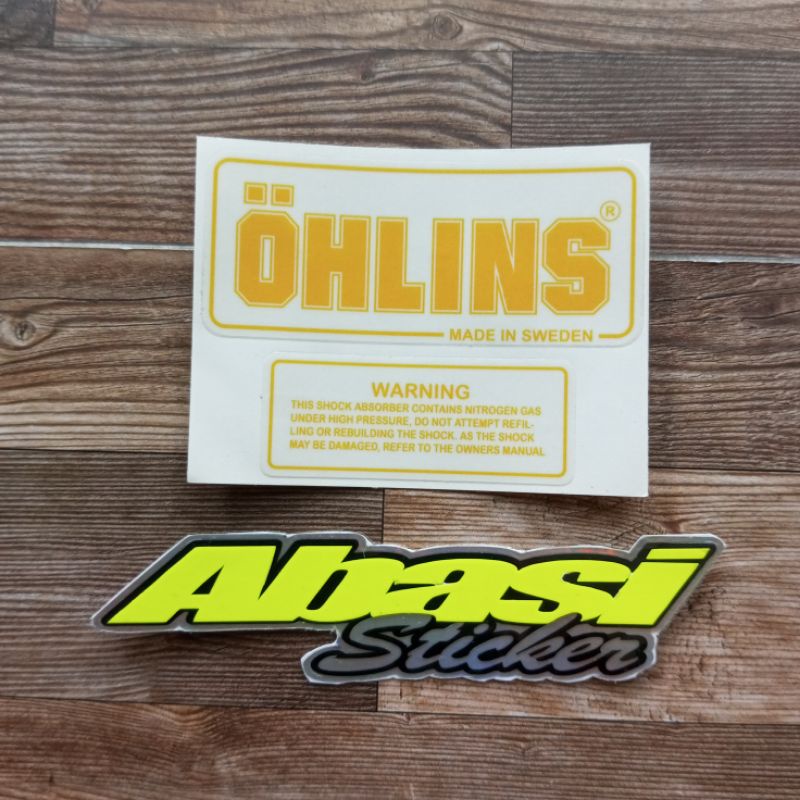 ÖHLINS®
MADE IN SWEDEN
WARNING
THIS SHOCK ABSORBER CONTAINS NITROGEN GAS
UNDER HIGH PRESSURE, DO NOT ATTEMPT REFIL-
LING OR REBUILDING THE SHOCK. AS THE SHOCK
MAY BE DAMAGED, REFER TO THE OWNERS MANUAL
Abasi
Sticker